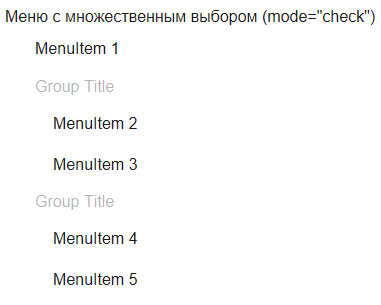 Меню с множественным выбором (mode="check")
MenuItem 1
Group Title
MenuItem 2
MenuItem 3
Group Title
MenuItem 4
MenuItem 5